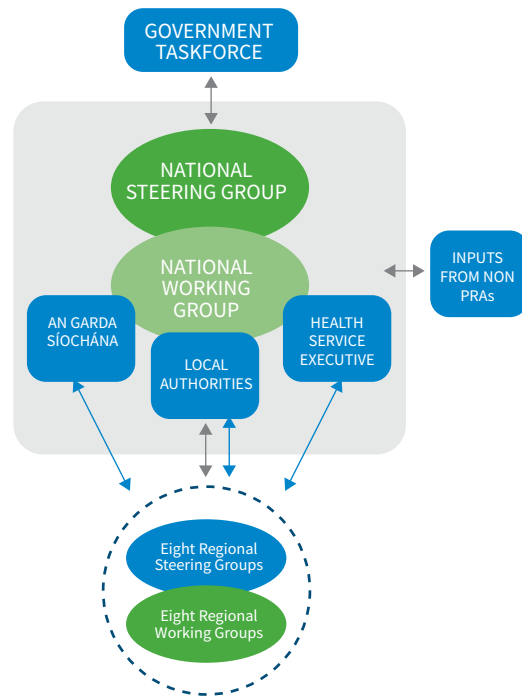 GOVERNMENT
TASKFORCE
NATIONAL
STEERING GROUP
NATIONAL
WORKING
GROUP
INPUTS
FROM NON
PRAs
AN GARDA
SÍOCHÁNA
LOCAL
AUTHORITIES
HEALTH
SERVICE
EXECUTIVE
Eight Regional
Steering Groups
Eight Regional
Working Groups